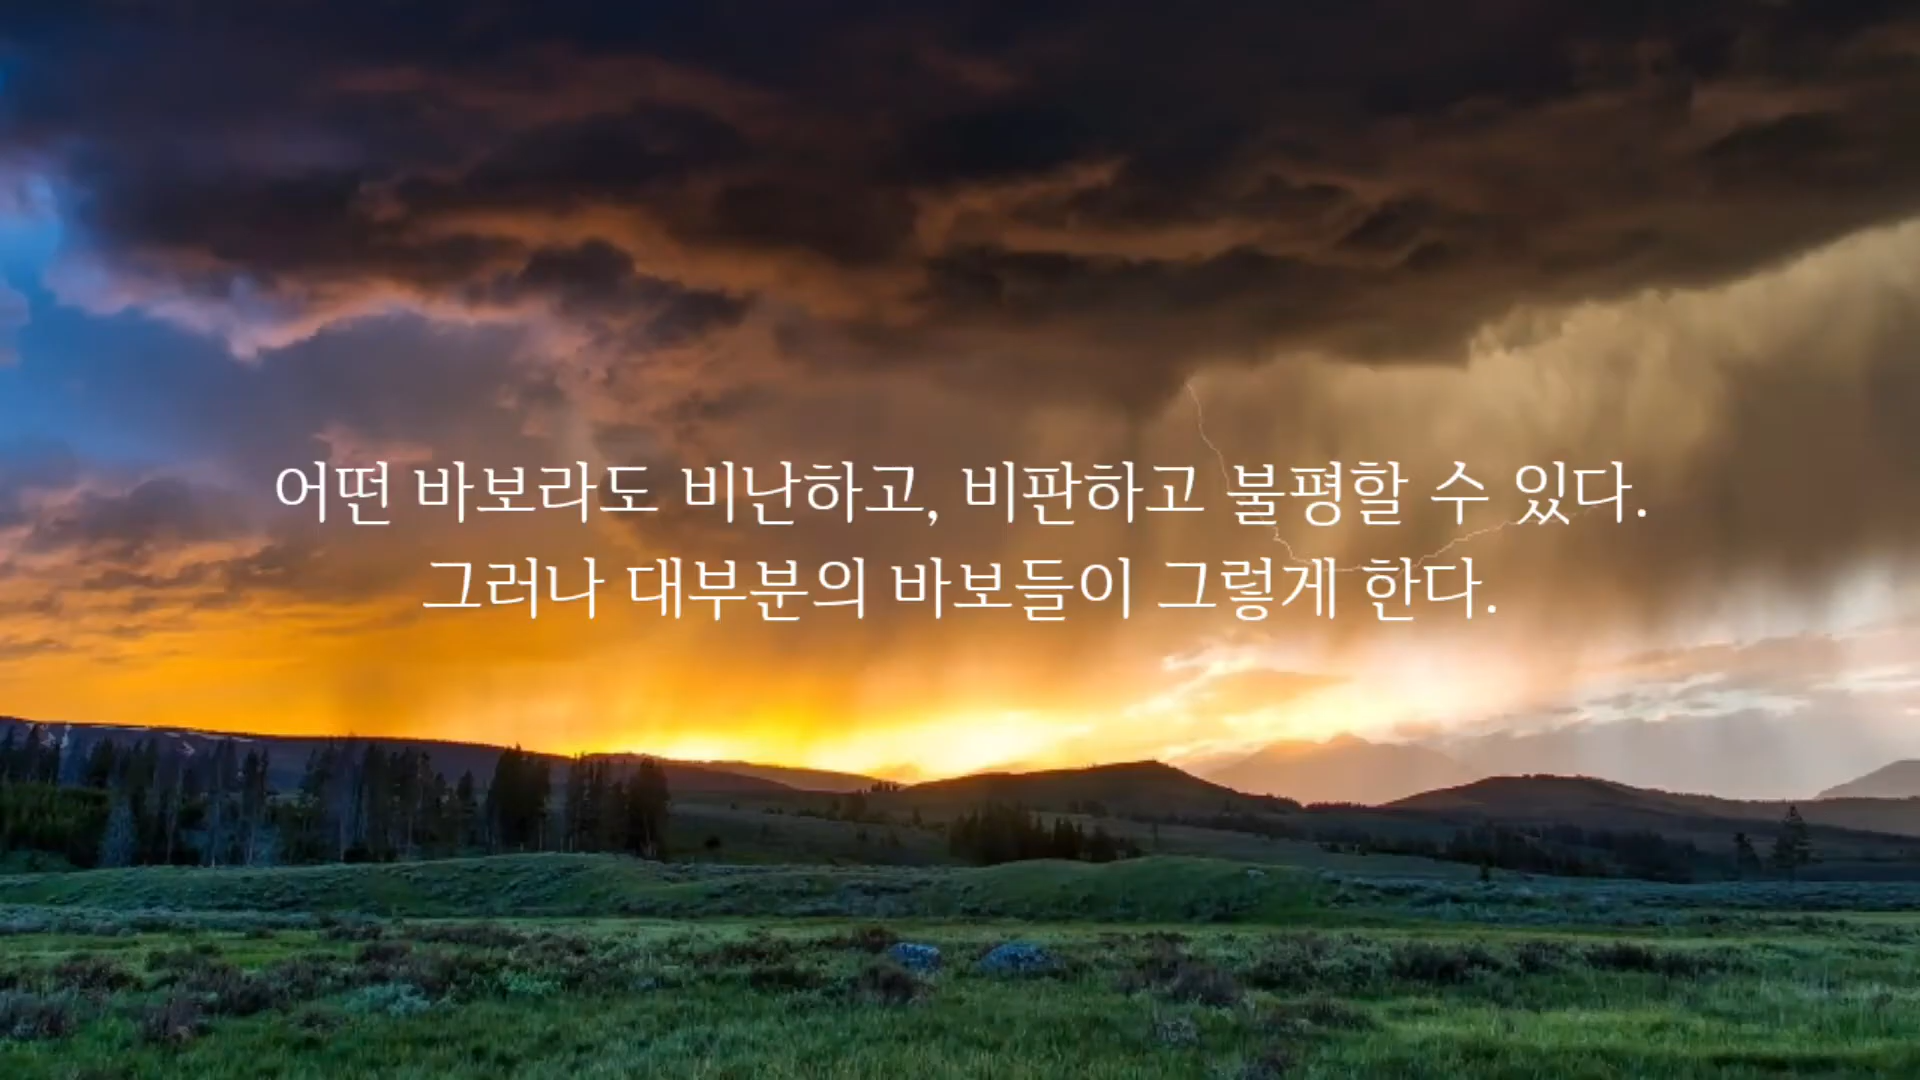 어떤 바보라도 비난하고, 비판하고 불평할 수 있다.
그러나 대부분의 바보들이 그렇게 한다.